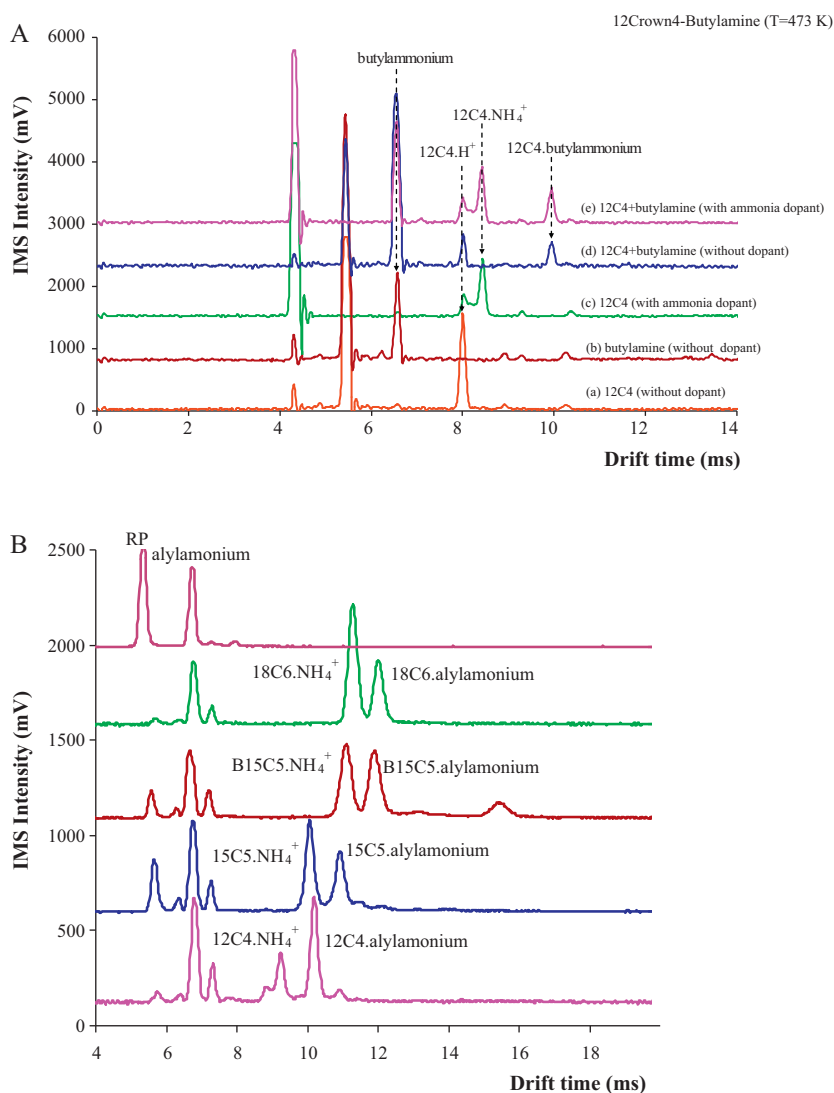 A
12Crown4-Butylamine (T=473 K)
6000
5000
4000
3000
2000
1000
0
IMS Intensity (mV)
butylammonium
12C4.NH4+
12C4.H+
12C4.butylammonium
(e) 12C4+butylamine (with ammonia dopant)
(d) 12C4+butylamine (without dopant)
(c) 12C4 (with ammonia dopant)
(b) butylamine (without dopant)
(a) 12C4 (without dopant)
0 2 4 6 8 10 12 14
Drift time (ms)
B
2500
2000
1500
1000
500
0
IMS Intensity (mV)
RP
alylamonium
18C6.NH4+
18C6.alylamonium
B15C5.NH4+
B15C5.alylamonium
15C5.NH4+
15C5.alylamonium
12C4.NH4+
12C4.alylamonium
4 6 8 10 12 14 16 18
Drift time (ms)